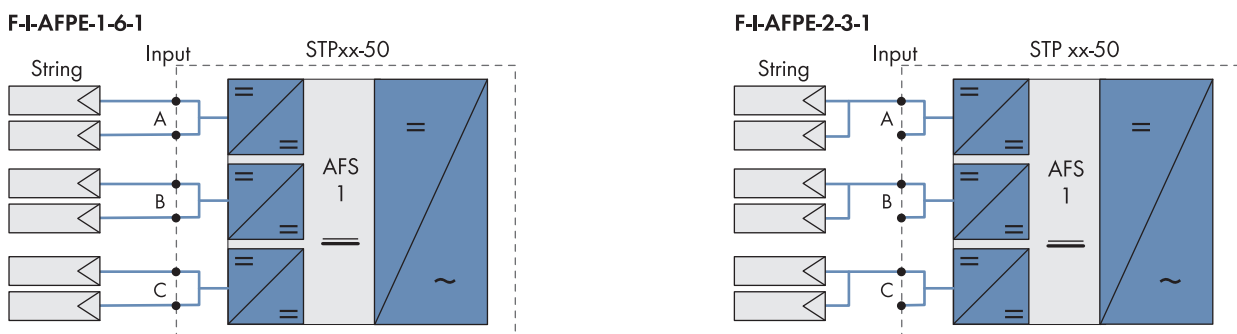 F-I-AFPE-1-6-1
String
Input
STPxx-50
A
B
C
AFS
1
F-I-AFPE-2-3-1
String
Input
STP xx-50
A
B
C
AFS
1